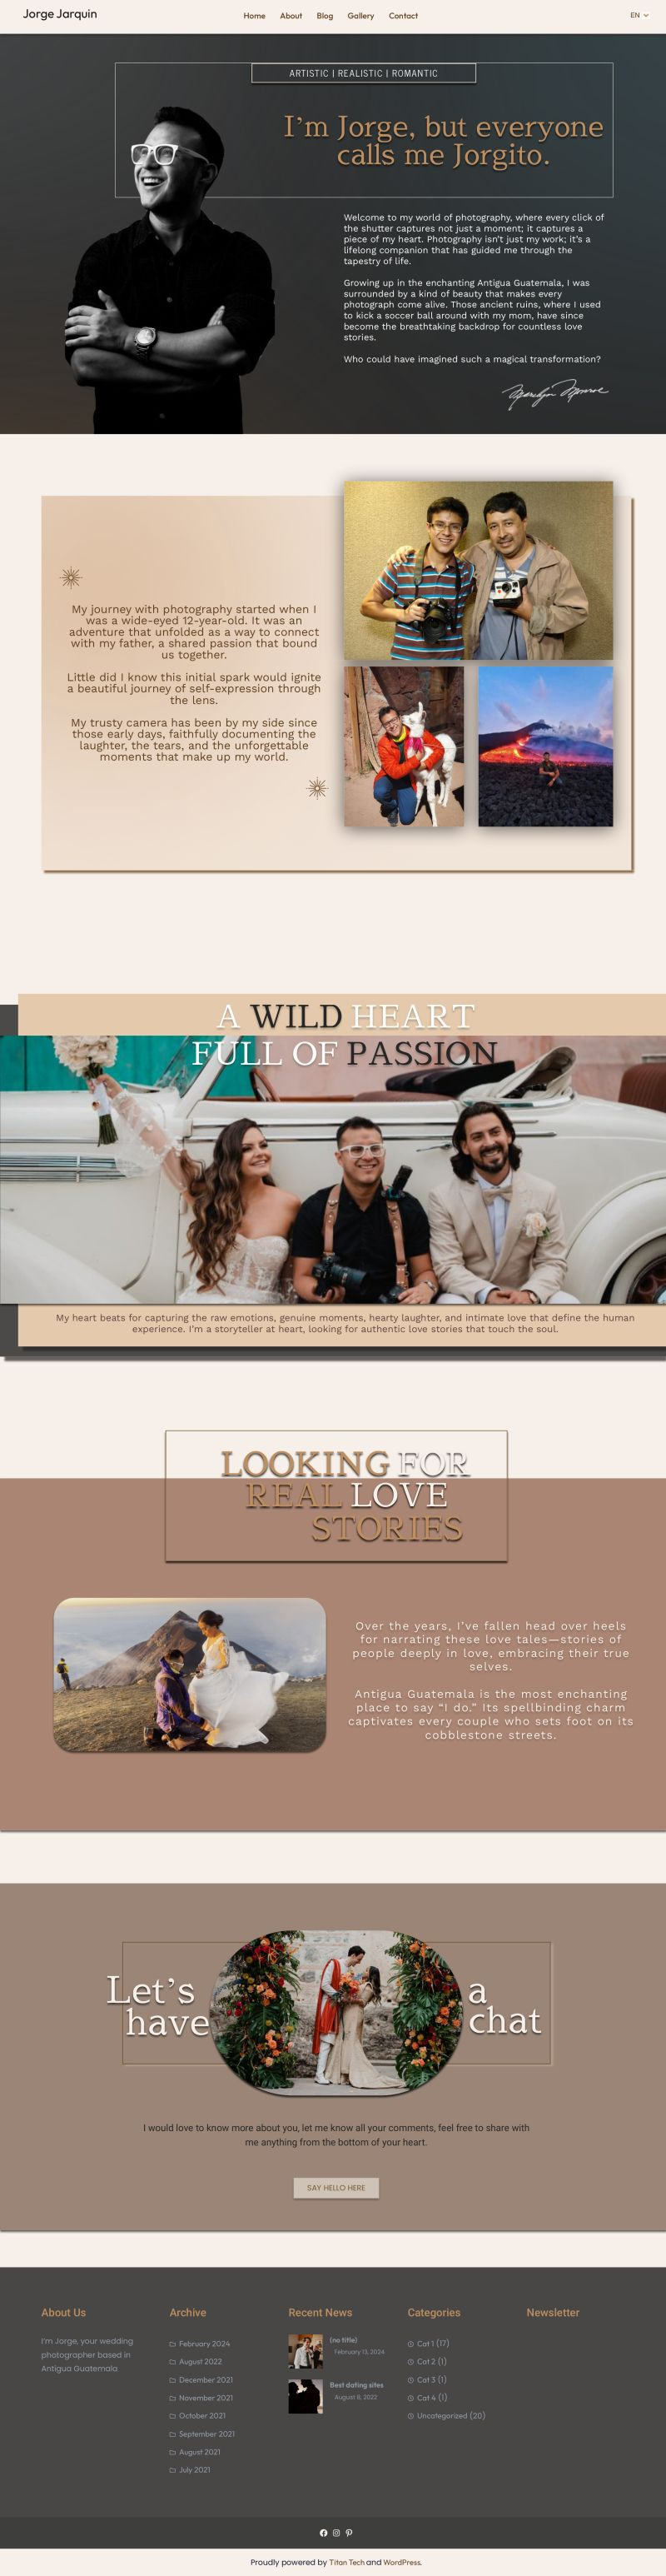 Jorge Jarquin
Home About Blog Gallery Contact
EN
ARTISTIC | REALISTIC | ROMANTIC
I'm Jorge, but everyone
calls me Jorgito.
Welcome to my world of photography, where every click of
the shutter captures not just a moment; it captures a
piece of my heart. Photography isn't just my work; it's a
lifelong companion that has guided me through the
tapestry of life.
Growing up in the enchanting Antigua Guatemala, I was
surrounded by a kind of beauty that makes every
photograph come alive. Those ancient ruins, where I used
to kick a soccer ball around with my mom, have since
become the breathtaking backdrop for countless love
stories.
Who could have imagined such a magical transformation?
Marilyn Monroe
My journey with photography started when I
was a wide-eyed 12-year-old. It was an
adventure that unfolded as a way to connect
with my father, a shared passion that bound
us together.
Little did I know this initial spark would ignite
a beautiful journey of self-expression through
the lens.
My trusty camera has been by my side since
those early days, faithfully documenting the
laughter, the tears, and the unforgettable
moments that make up my world.
A WILD HEART
FULL OF PASSION
My heart beats for capturing the raw emotions, genuine moments, hearty laughter, and intimate love that define the human
experience. I'm a storyteller at heart, looking for authentic love stories that touch the soul.
LOOKING FOR
REAL LOVE
STORIES
Over the years, I've fallen head over heels
for narrating these love tales—stories of
people deeply in love, embracing their true
selves.
Antigua Guatemala is the most enchanting
place to say "I do." Its spellbinding charm
captivates every couple who sets foot on its
cobblestone streets.
Let's
have
a
chat
I would love to know more about you, let me know all your comments, feel free to share with
me anything from the bottom of your heart.
SAY HELLO HERE
About Us
I'm Jorge, your wedding
photographer based in
Antigua Guatemala
Archive
February 2024
August 2022
December 2021
November 2021
October 2021
September 2021
August 2021
July 2021
Recent News
(no title)
February 13, 2024
Best dating sites
August 8, 2022
Categories
Cat 1 (17)
Cat 2 (1)
Cat 3 (1)
Cat 4 (1)
Uncategorized (20)
Newsletter
Proudly powered by Titan Tech and WordPress.